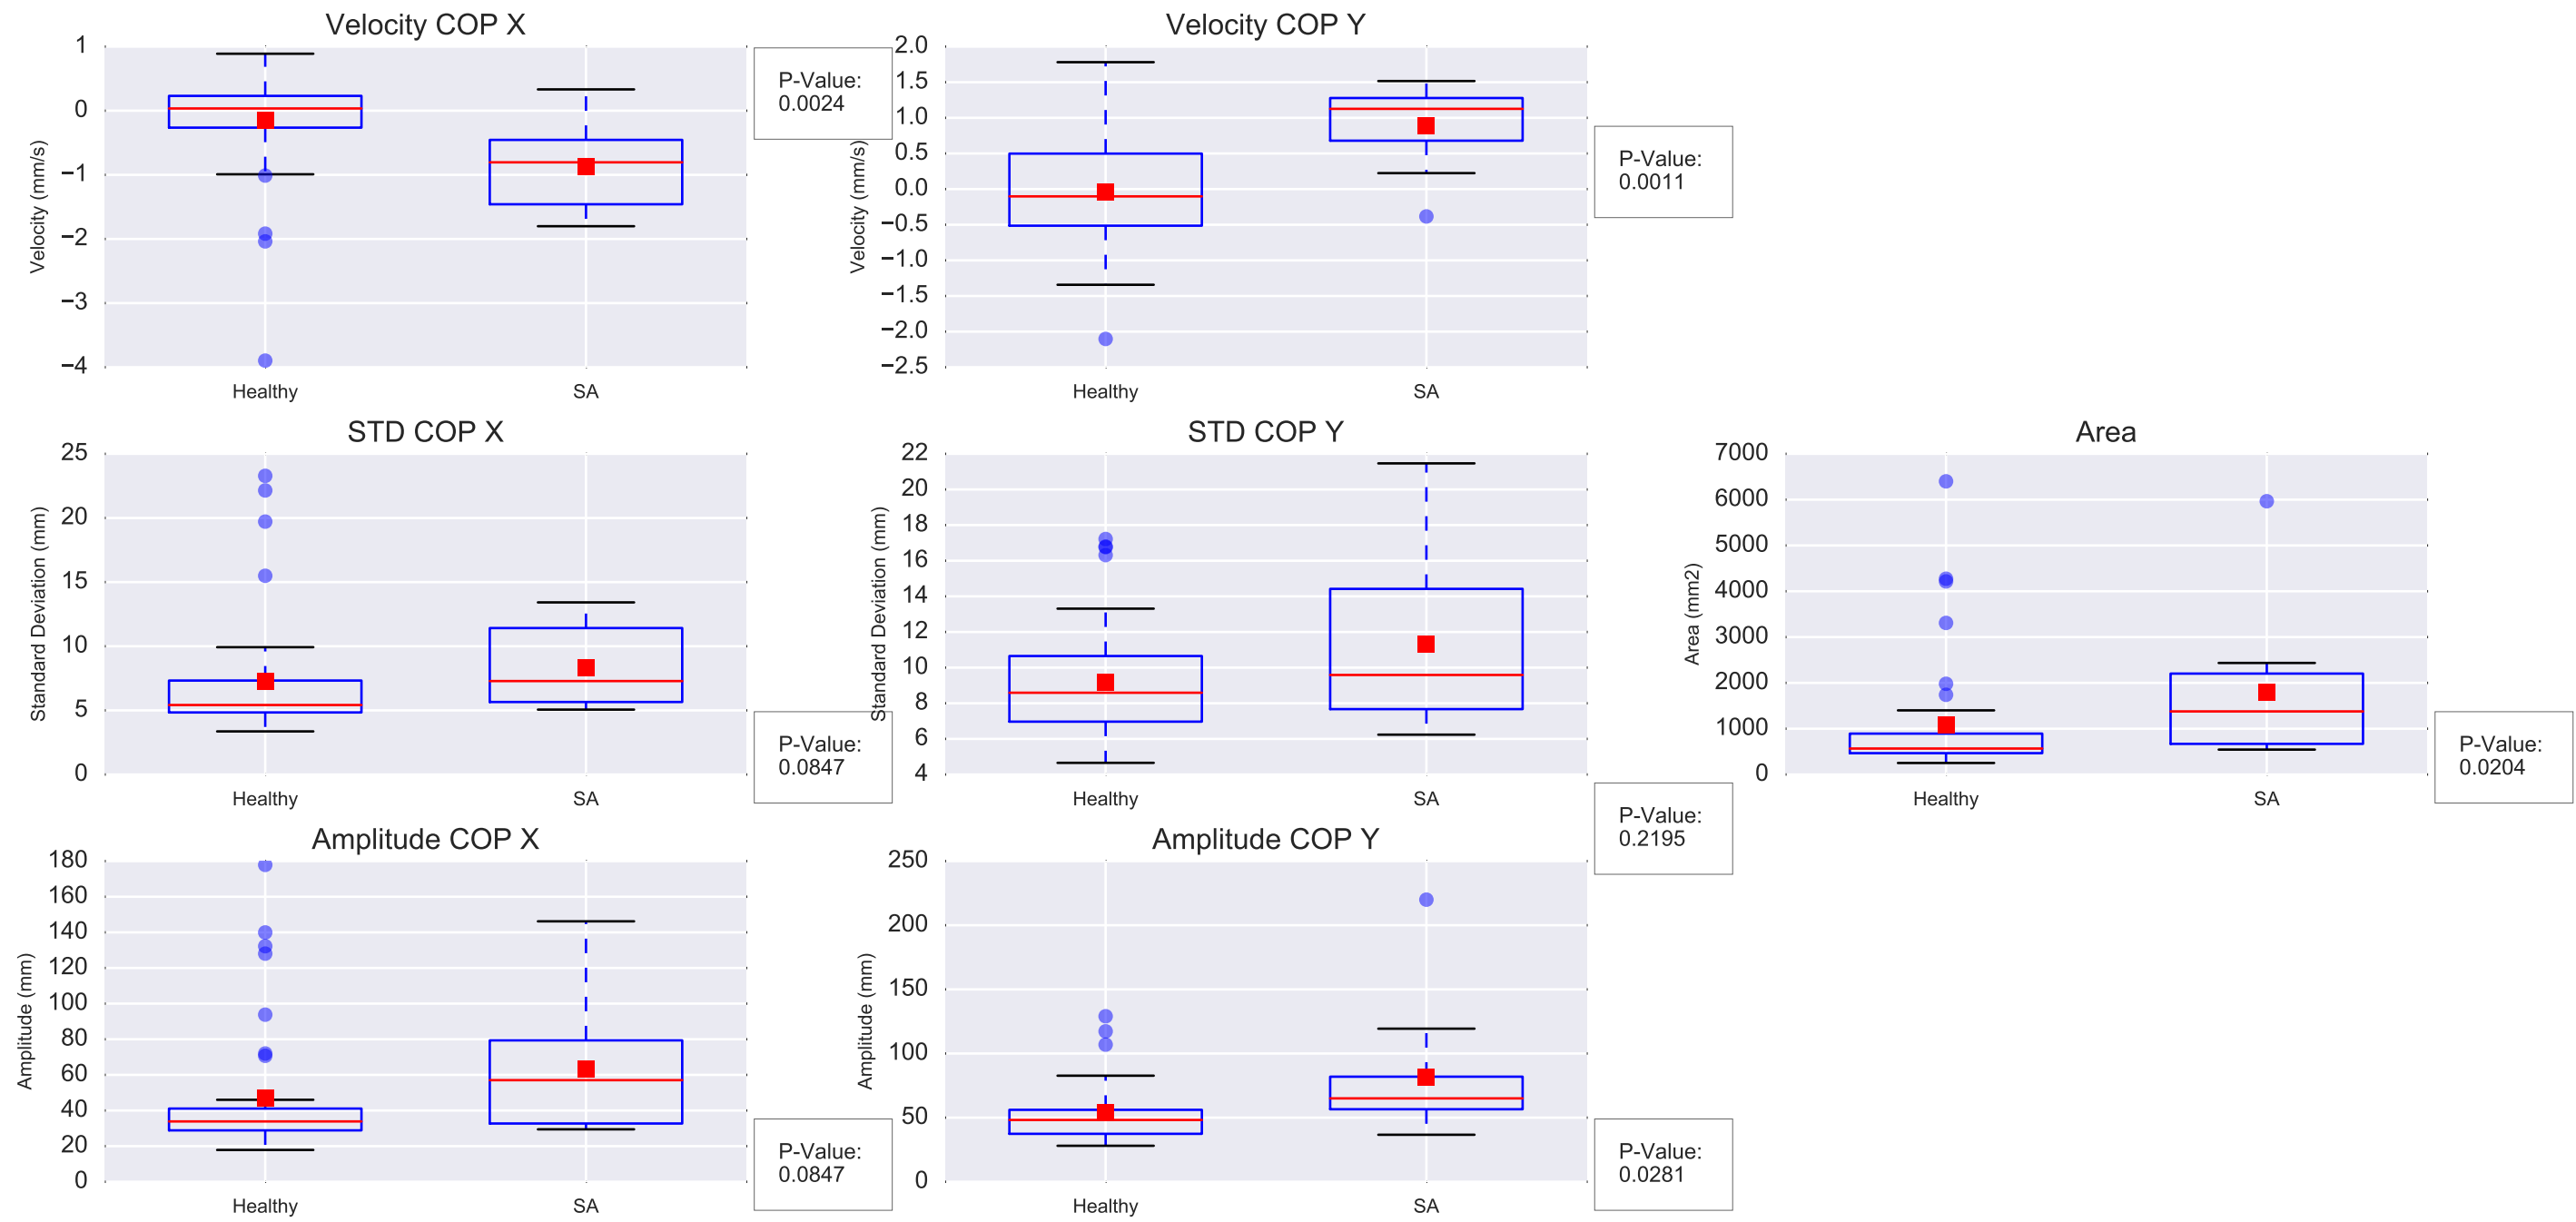 Velocity COP X
1
0
−1
−2
−3
−4
Velocity (mm/s)
Healthy
SA
P-Value:
0.0024
Velocity COP Y
2.0
1.5
1.0
0.5
0.0
−0.5
−1.0
−1.5
−2.0
−2.5
Velocity (mm/s)
Healthy
SA
P-Value:
0.0011
STD COP X
25
20
15
10
5
0
Standard Deviation (mm)
Healthy
SA
P-Value:
0.0847
STD COP Y
22
20
18
16
14
12
10
8
6
4
Standard Deviation (mm)
Healthy
SA
P-Value:
0.2195
Area
7000
6000
5000
4000
3000
2000
1000
0
Area (mm2)
Healthy
SA
P-Value:
0.0204
Amplitude COP X
180
160
140
120
100
80
60
40
20
0
Amplitude (mm)
Healthy
SA
P-Value:
0.0847
Amplitude COP Y
250
200
150
100
50
0
Amplitude (mm)
Healthy
SA
P-Value:
0.0281